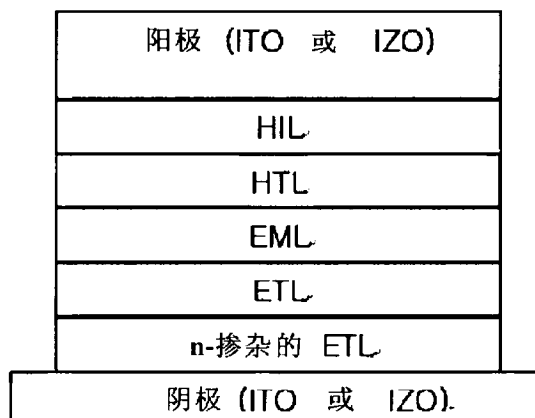 阳极 (ITO 或 IZO)
HIL
HTL
EML
ETL
n-掺杂的 ETL
阴极 (ITO 或 IZO)